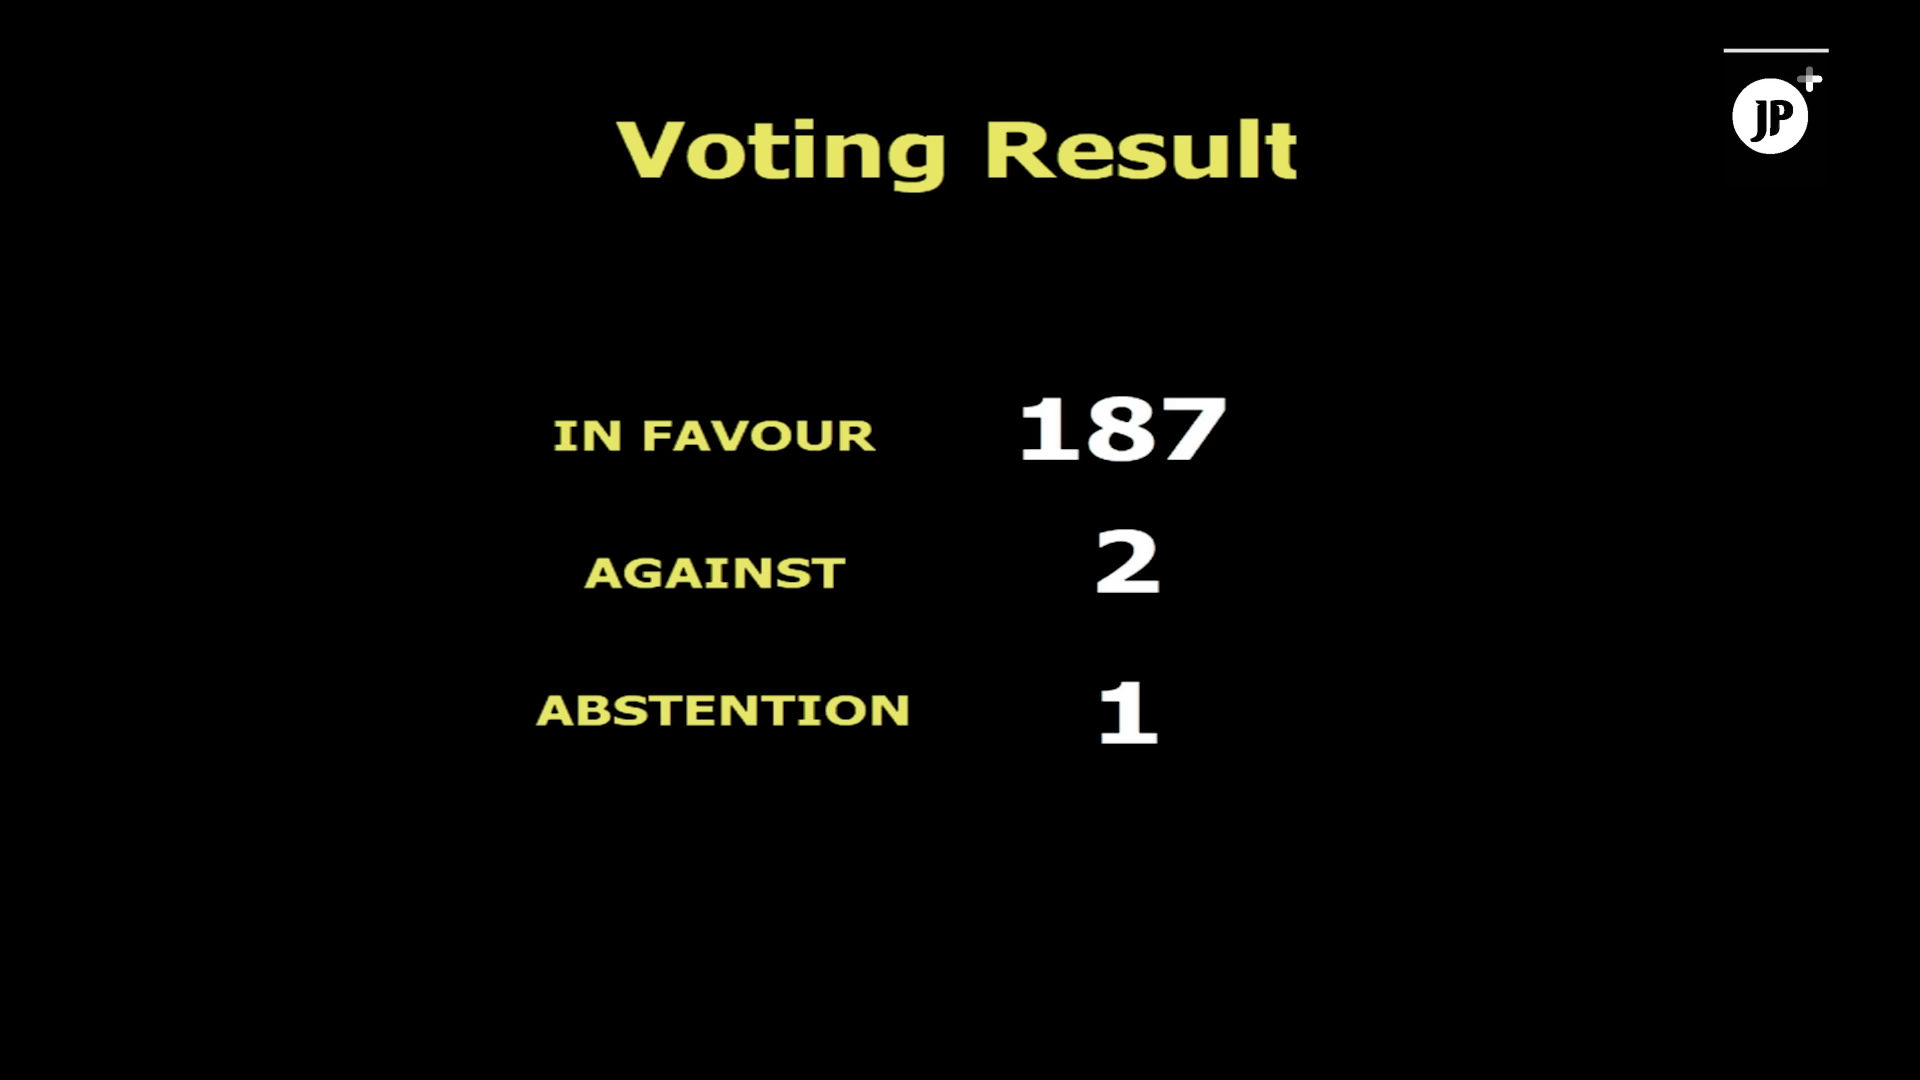 JP+
Voting Result
IN FAVOUR 187
AGAINST 2
ABSTENTION 1